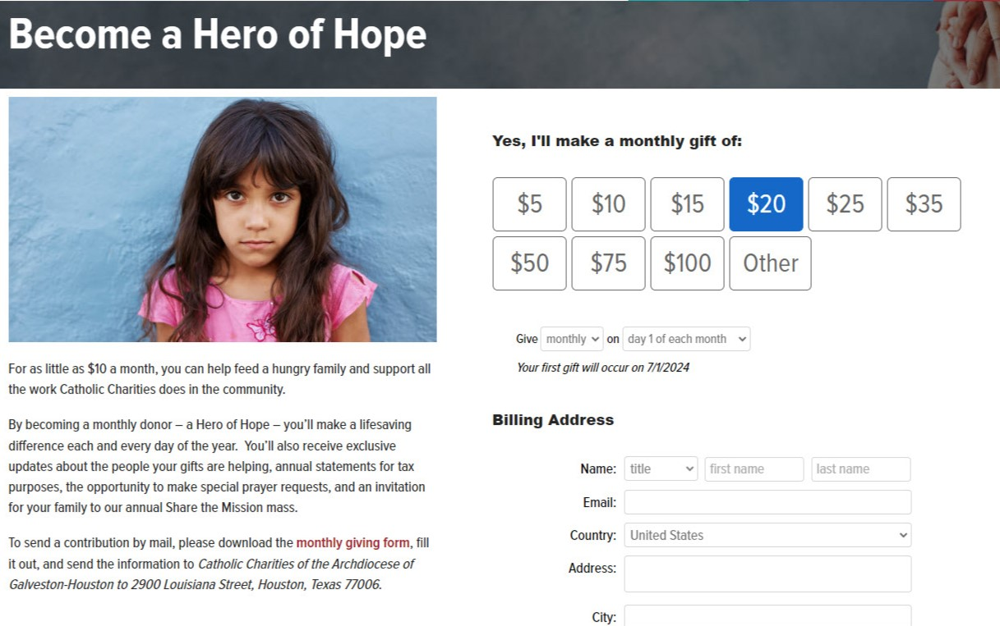 Become a Hero of Hope
For as little as $10 a month, you can help feed a hungry family and support all
the work Catholic Charities does in the community.
By becoming a monthly donor – a Hero of Hope – you'll make a lifesaving
difference each and every day of the year.  You'll also receive exclusive
updates about the people your gifts are helping, annual statements for tax
purposes, the opportunity to make special prayer requests, and an invitation
for your family to our annual Share the Mission mass.
To send a contribution by mail, please download the monthly giving form, fill
it out, and send the information to Catholic Charities of the Archdiocese of
Galveston-Houston to 2900 Louisiana Street, Houston, Texas 77006.
Yes, I'll make a monthly gift of:
$5 $10 $15 $20 $25 $35
$50 $75 $100 Other
Give monthly on day 1 of each month
Your first gift will occur on 7/1/2024
Billing Address
Name: title first name last name
Email:
Country: United States
Address:
City: